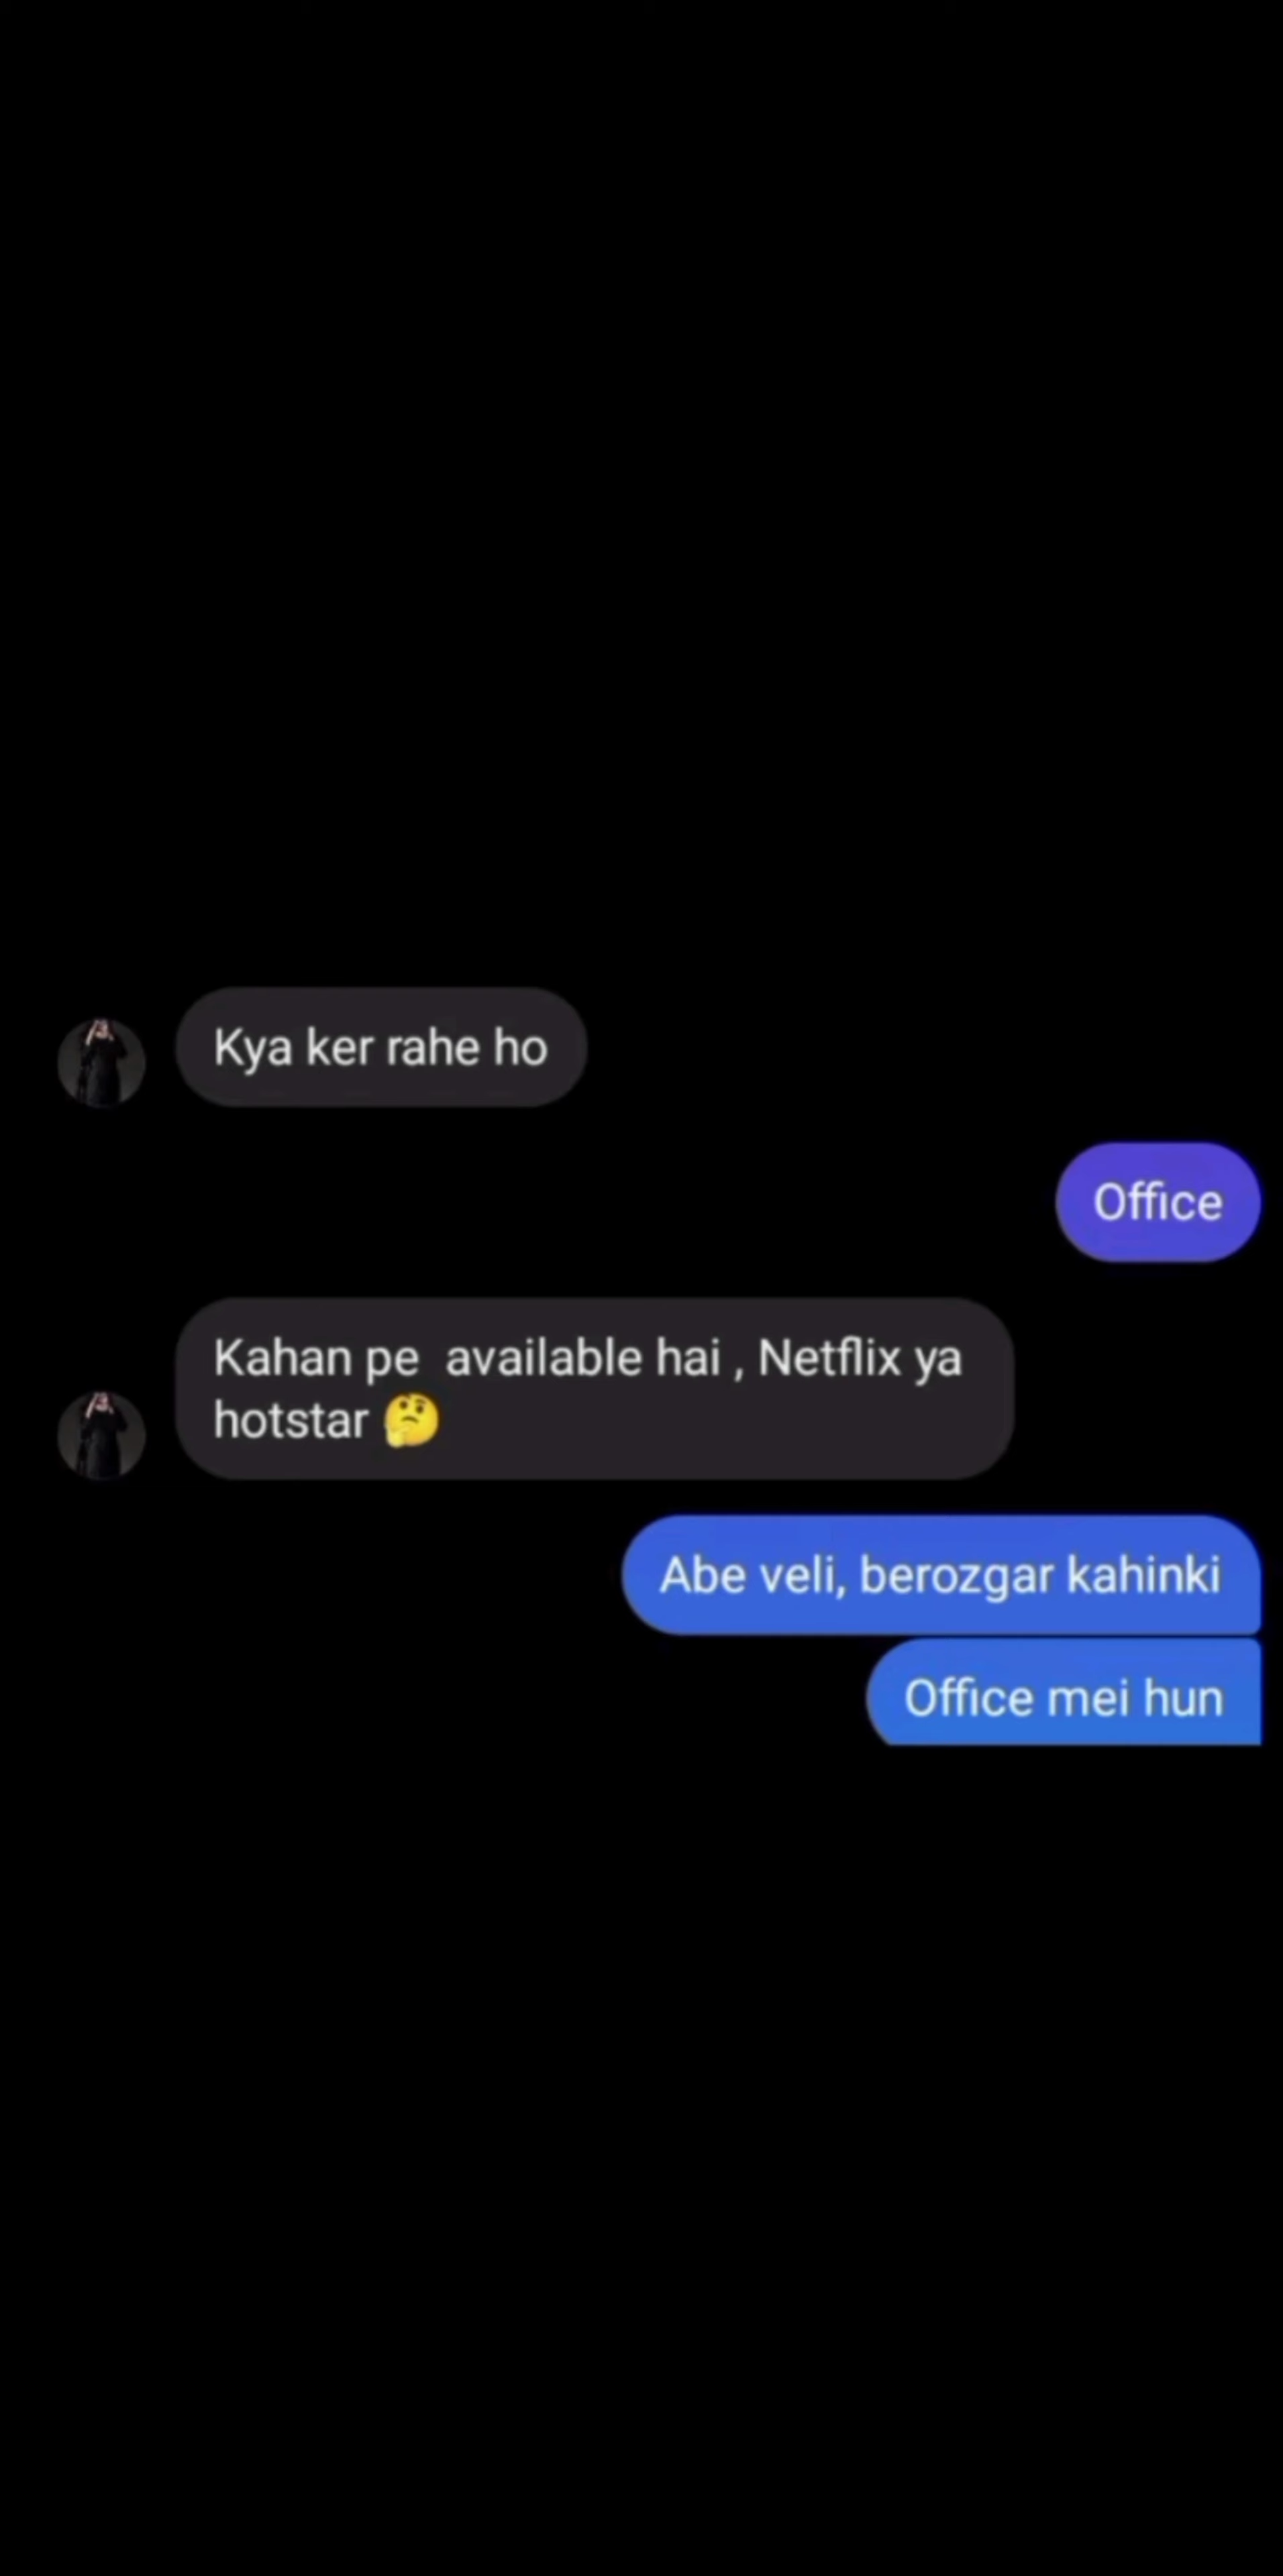 Kya ker rahe ho
Office
Kahan pe  available hai , Netflix ya
hotstar 🤔
Abe veli, berozgar kahinki
Office mei hun